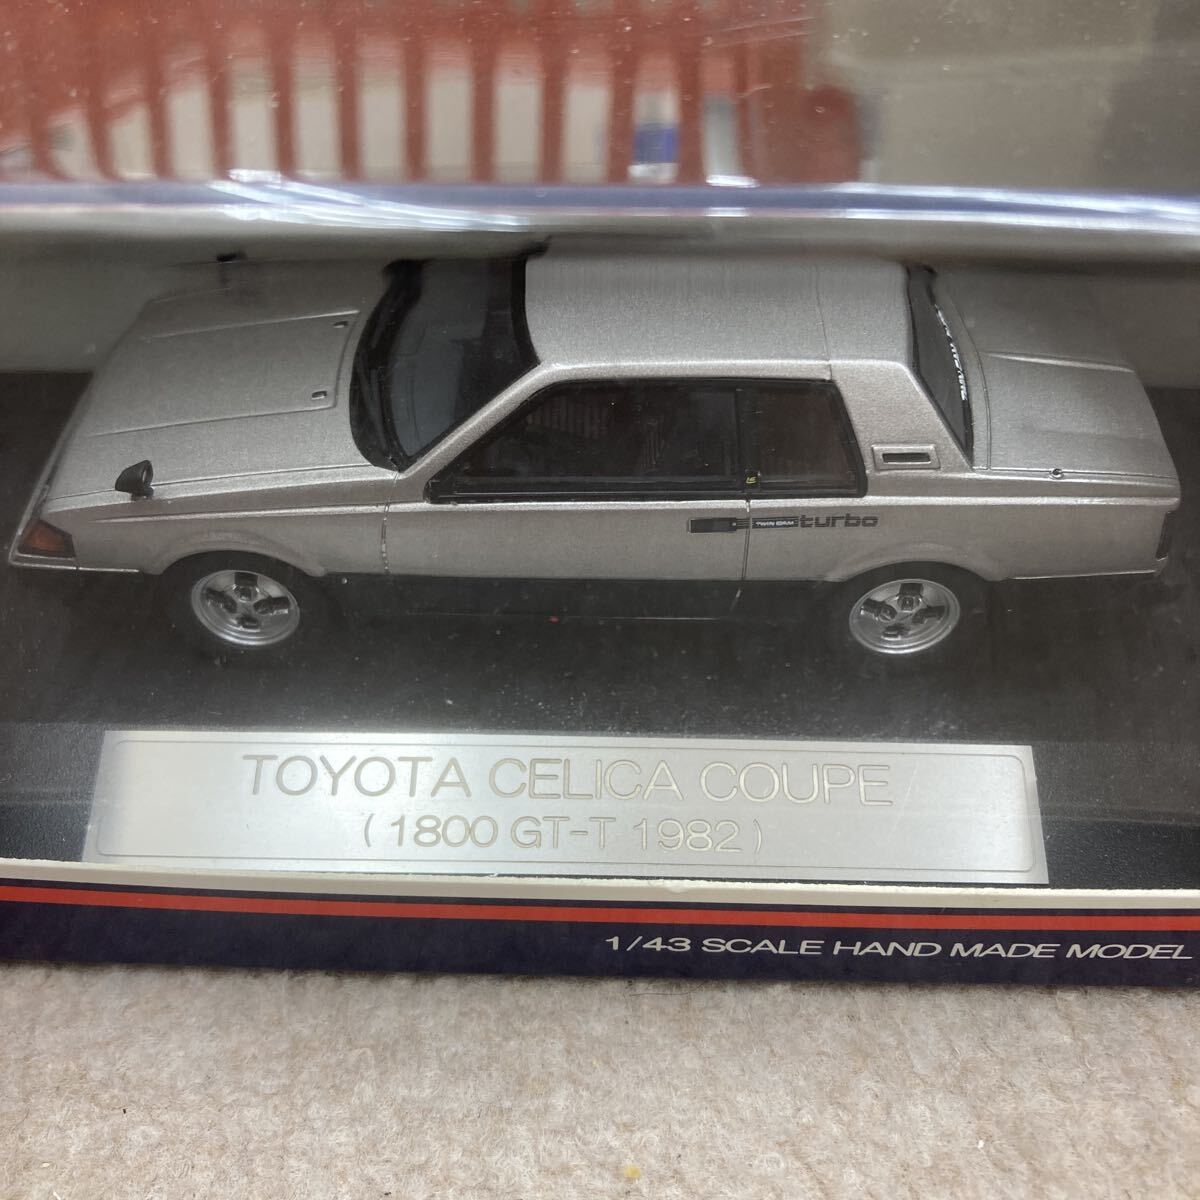 TWIN CAM turbo
TOYOTA CELICA COUPE
( 1800 GT-T 1982 )
1/43 SCALE HAND MADE MODEL